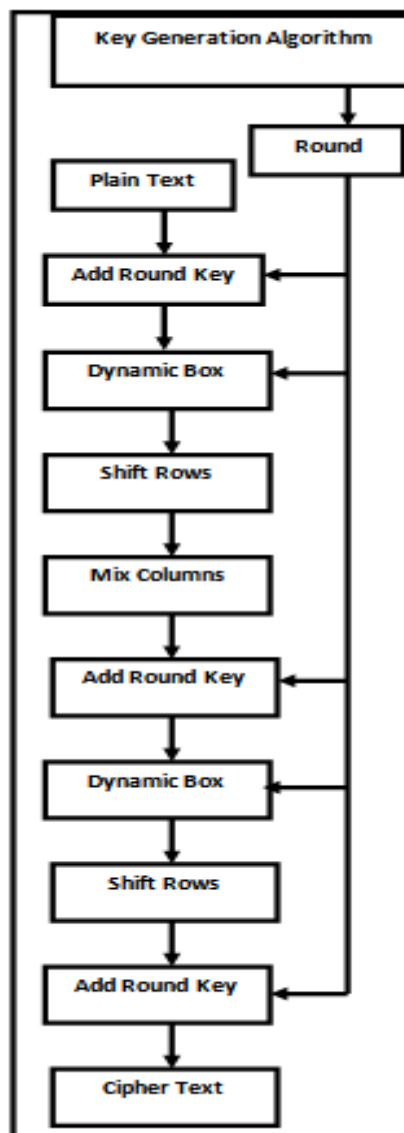 Key Generation Algorithm
Round
Plain Text
Add Round Key
Dynamic Box
Shift Rows
Mix Columns
Add Round Key
Dynamic Box
Shift Rows
Add Round Key
Cipher Text